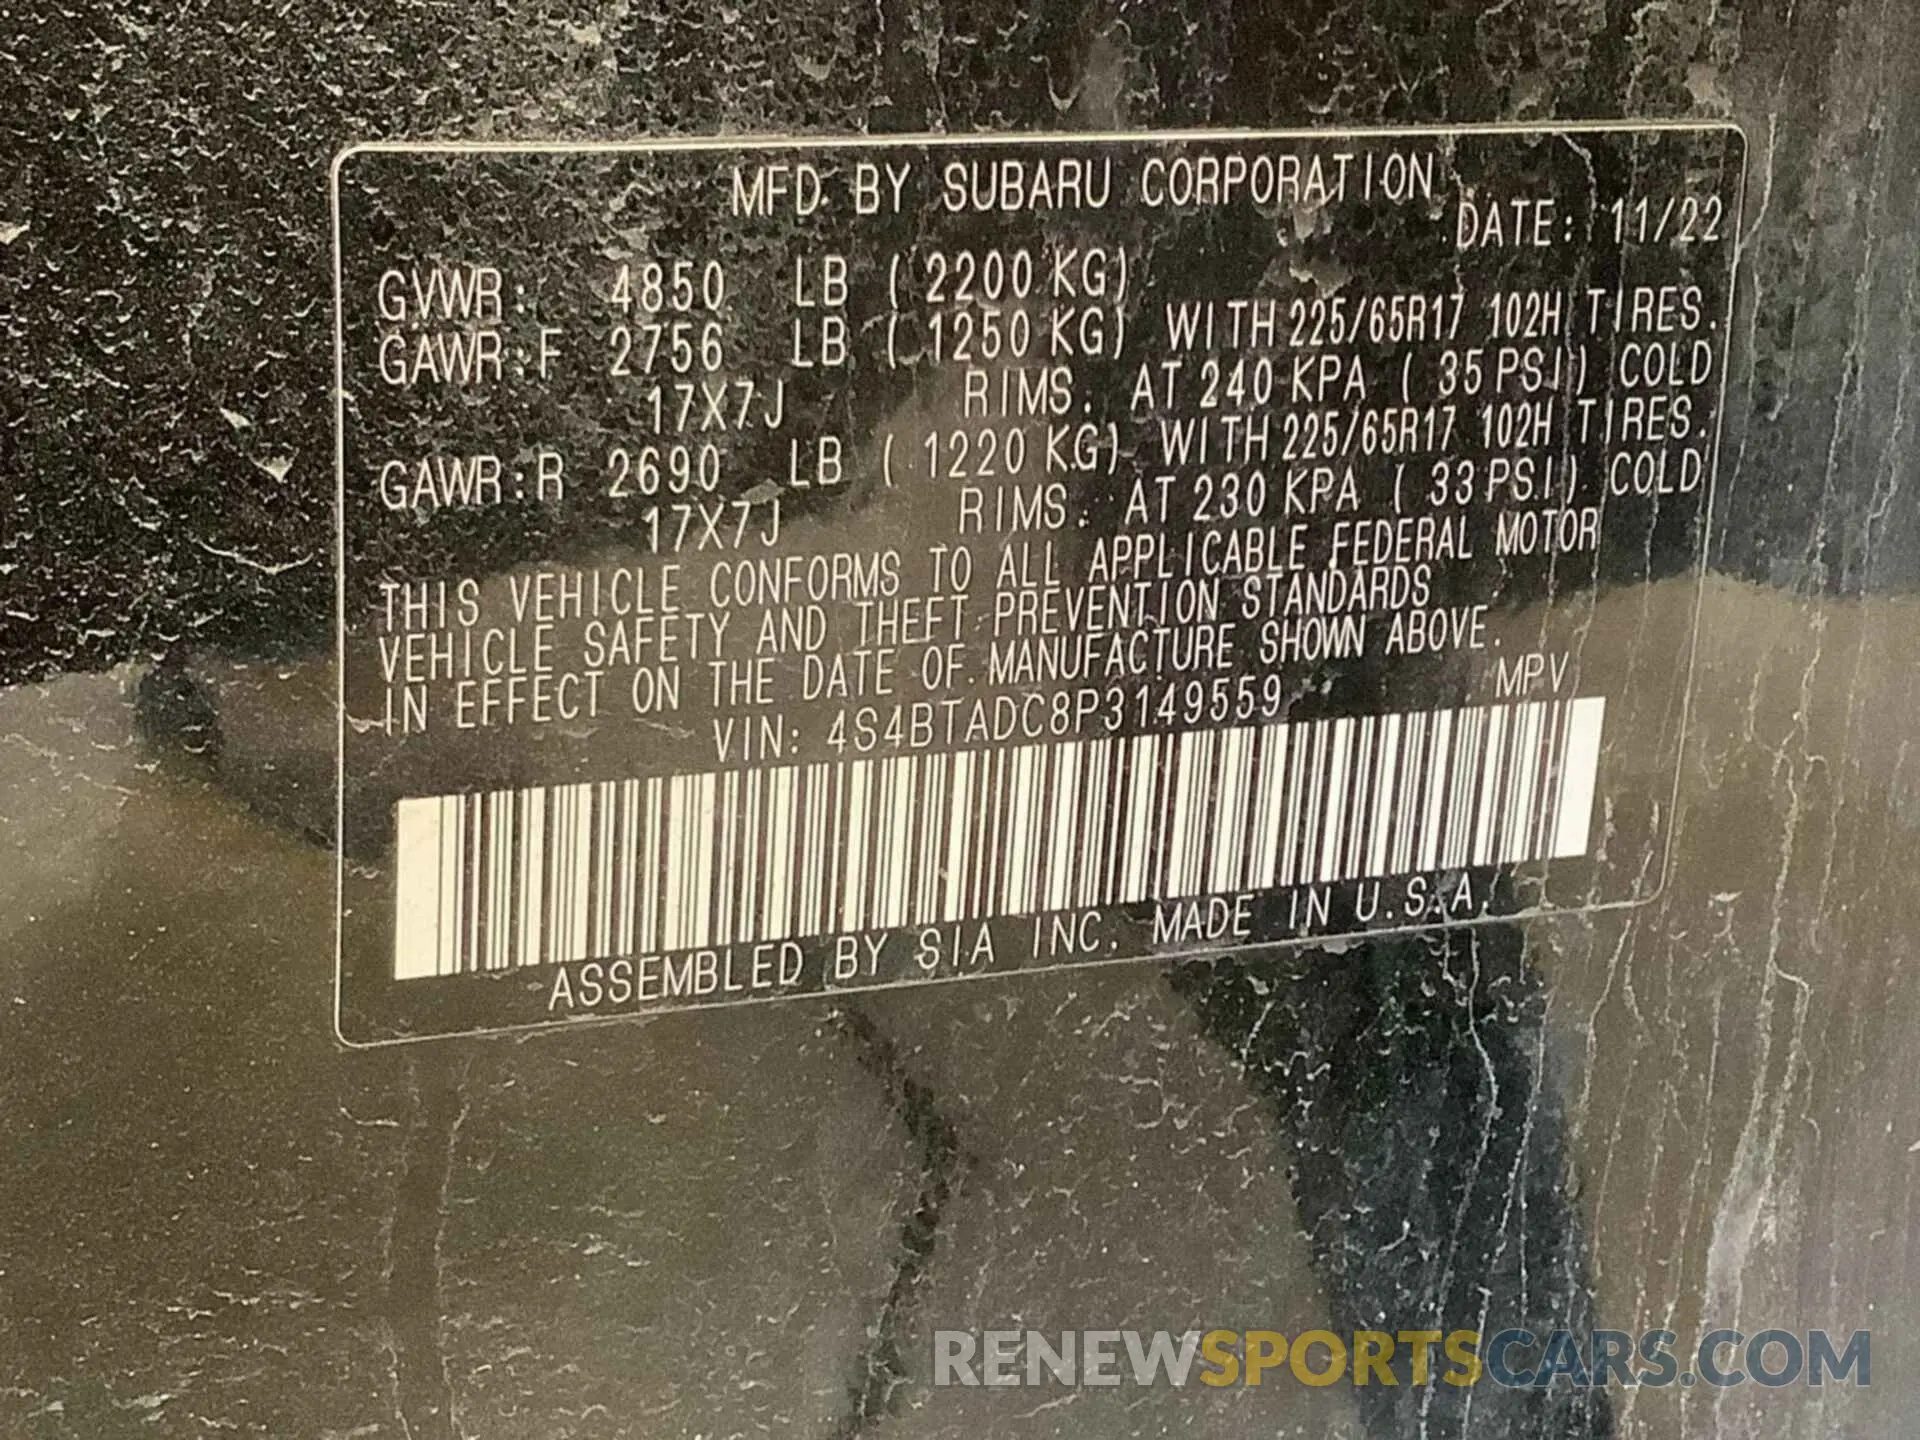 MFD. BY SUBARU CORPORATION
DATE: 11/22
GVWR: 4850 LB (2200 KG)
GAWR:F 2756 LB (1250 KG) WITH 225/65R17 102H TIRES.
17X7J RIMS. AT 240 KPA (35 PSI) COLD
GAWR:R 2690 LB (1220 KG) WITH 225/65R17 102H TIRES.
17X7J RIMS. AT 230 KPA (33 PSI) COLD
THIS VEHICLE CONFORMS TO ALL APPLICABLE FEDERAL MOTOR
VEHICLE SAFETY AND THEFT PREVENTION STANDARDS
IN EFFECT ON THE DATE OF MANUFACTURE SHOWN ABOVE.
VIN: 4S4BTADC8P3149559 MPV
ASSEMBLED BY SIA INC. MADE IN U.S.A.
RENEWSPORTSCARS.COM